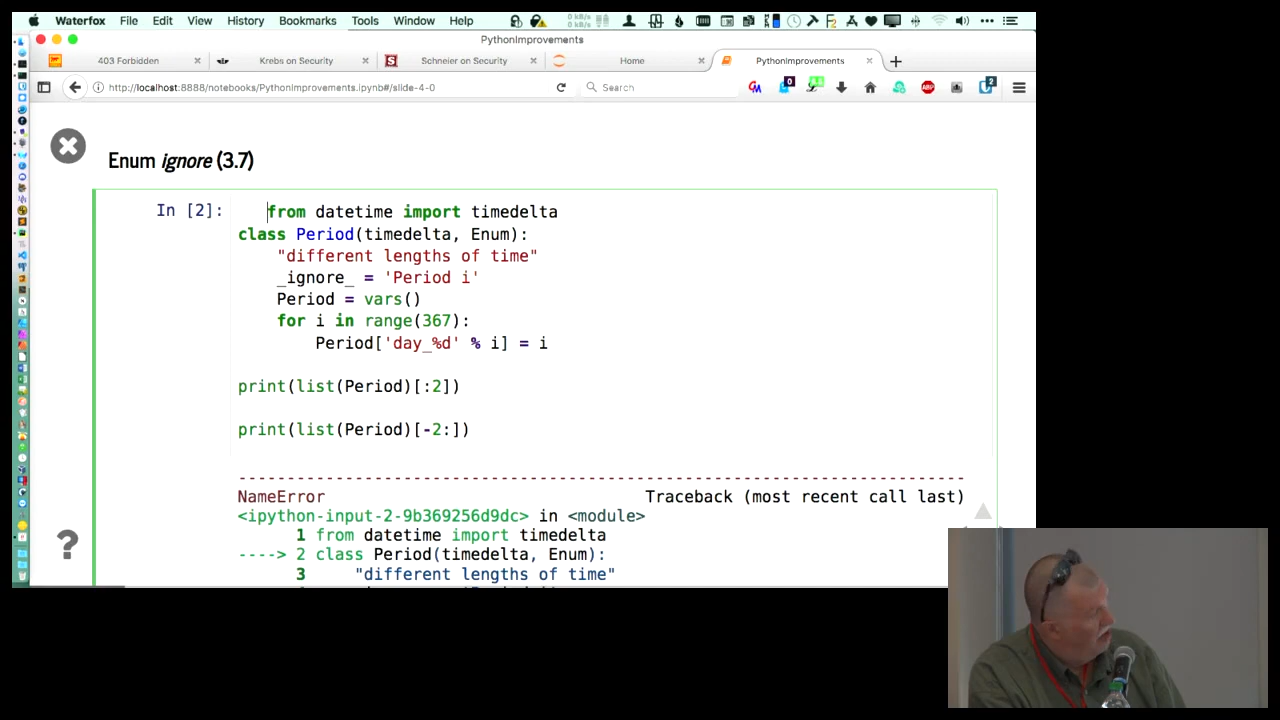 Waterfox File Edit View History Bookmarks Tools Window Help
0 kB/s
0 kB/s
PythonImprovements
403 Forbidden
Krebs on Security
Schneier on Security
Home
PythonImprovements
http://localhost:8888/notebooks/PythonImprovements.ipynb#/slide-4-0
Search
Enum ignore (3.7)
In [2]:
from datetime import timedelta
class Period(timedelta, Enum):
"different lengths of time"
_ignore_ = 'Period i'
Period = vars()
for i in range(367):
Period['day_%d' % i] = i
print(list(Period)[:2])
print(list(Period)[-2:])
---------------------------------------------------------------------------
NameError Traceback (most recent call last)
<ipython-input-2-9b369256d9dc> in <module>
1 from datetime import timedelta
----> 2 class Period(timedelta, Enum):
3 "different lengths of time"